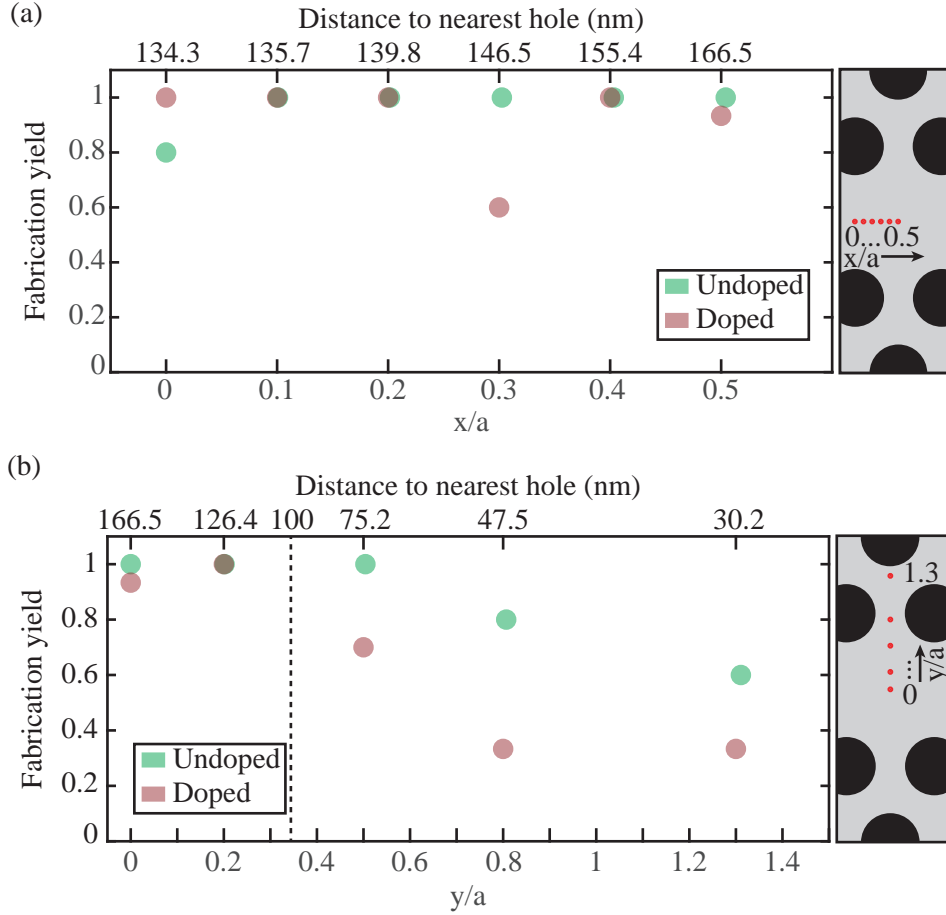 (a)
Distance to nearest hole (nm)
134.3 135.7 139.8 146.5 155.4 166.5
Fabrication yield
1
0.8
0.6
0.4
0.2
0
Undoped
Doped
0 0.1 0.2 0.3 0.4 0.5
x/a
0...0.5
x/a
(b)
Distance to nearest hole (nm)
166.5 126.4 100 75.2 47.5 30.2
Fabrication yield
1
0.8
0.6
0.4
0.2
0
Undoped
Doped
0 0.2 0.4 0.6 0.8 1 1.2 1.4
y/a
1.3
...
0
y/a